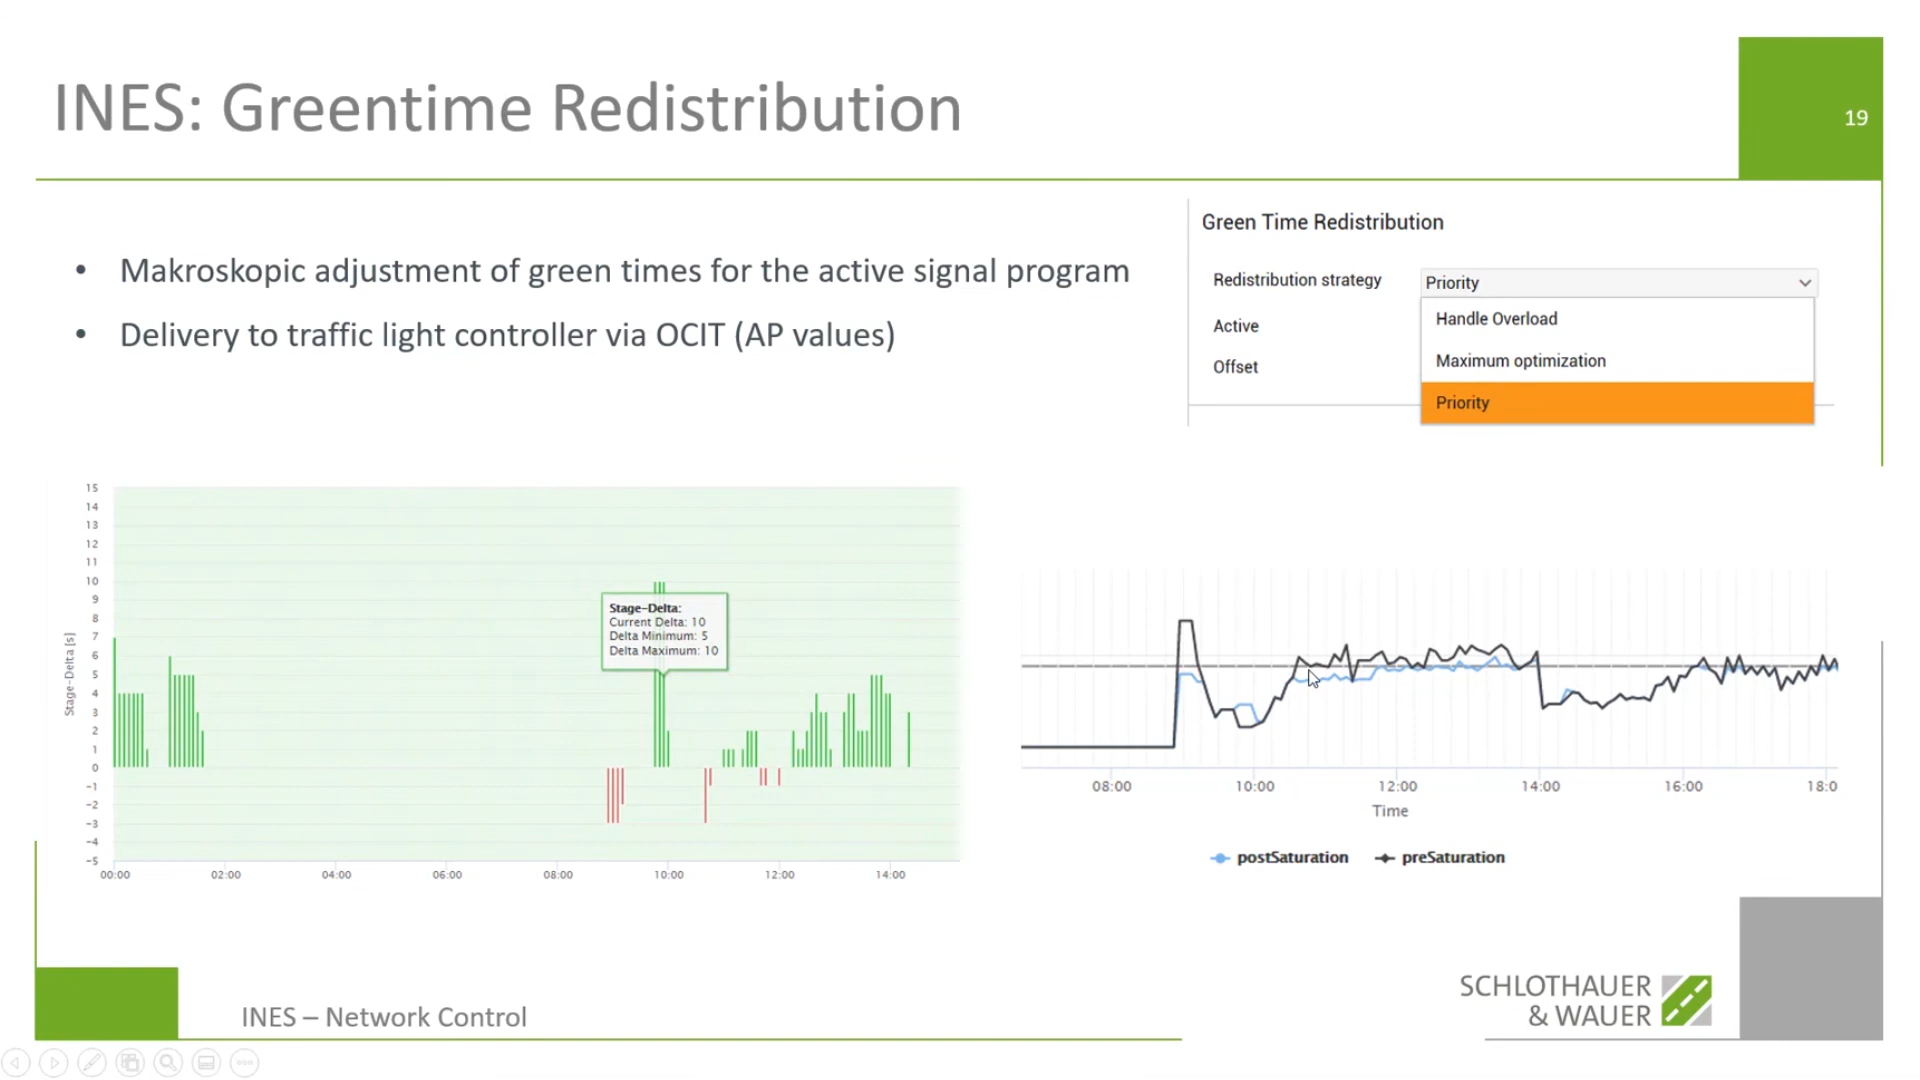 INES: Greentime Redistribution
19
• Makroskopic adjustment of green times for the active signal program
• Delivery to traffic light controller via OCIT (AP values)
Green Time Redistribution
Redistribution strategy
Priority
Handle Overload
Active
Maximum optimization
Offset
Priority
Stage-Delta [s]
15
14
13
12
11
10
9
8
7
6
5
4
3
2
1
0
-1
-2
-3
-4
-5
Stage-Delta:
Current Delta: 10
Delta Minimum: 5
Delta Maximum: 10
00:00 02:00 04:00 06:00 08:00 10:00 12:00 14:00
08:00 10:00 12:00 14:00 16:00 18:0
Time
postSaturation preSaturation
INES – Network Control
SCHLOTHAUER
& WAUER